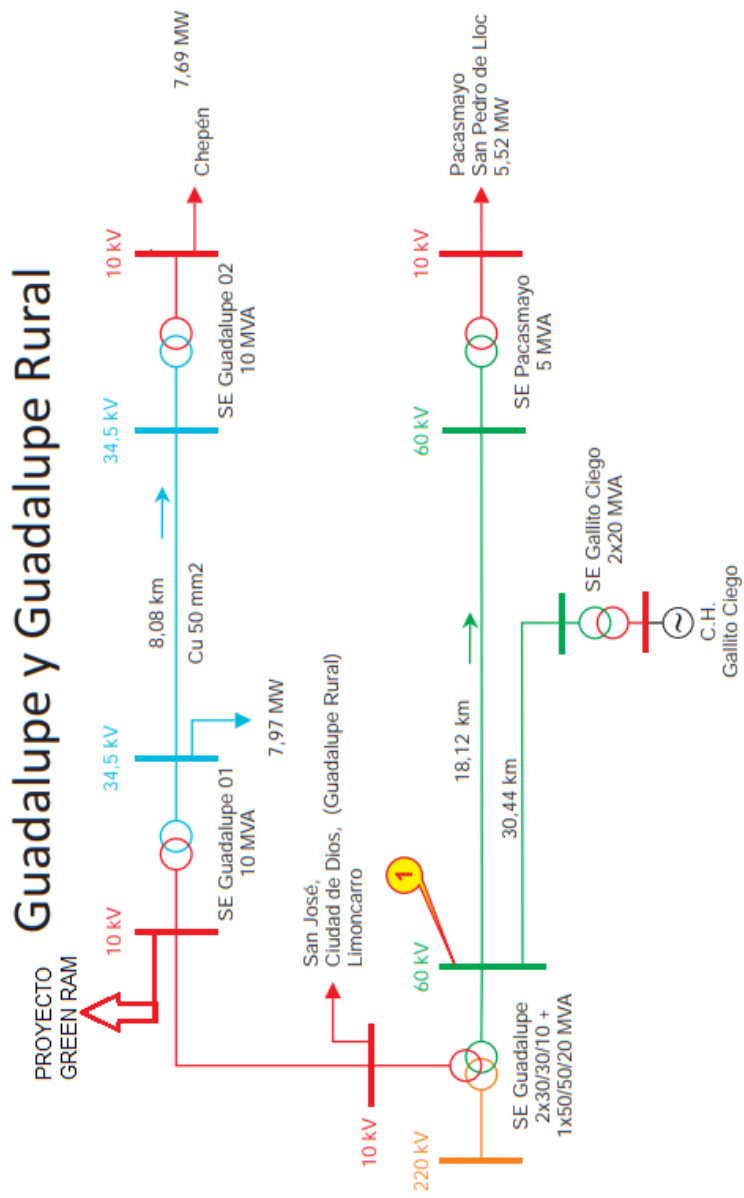 Guadalupe y Guadalupe Rural
PROYECTO
GREEN RAM
10 kV
SE Guadalupe 01
10 MVA
34,5 kV
7,97 MW
8,08 km
Cu 50 mm2
34,5 kV
SE Guadalupe 02
10 MVA
10 kV
Chepén
7,69 MW
San José,
Ciudad de Dios, (Guadalupe Rural)
Limoncarro
10 kV
220 kV
SE Guadalupe
2x30/30/10 +
1x50/50/20 MVA
60 kV
1
18,12 km
30,44 km
60 kV
SE Pacasmayo
5 MVA
10 kV
Pacasmayo
San Pedro de Lloc
5,52 MW
SE Gallito Ciego
2x20 MVA
~
C.H.
Gallito Ciego